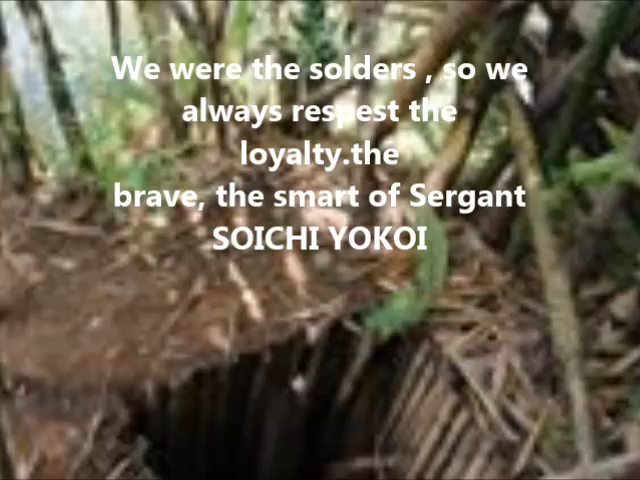 We were the solders , so we
always respest the
loyalty.the
brave, the smart of Sergant
SOICHI YOKOI